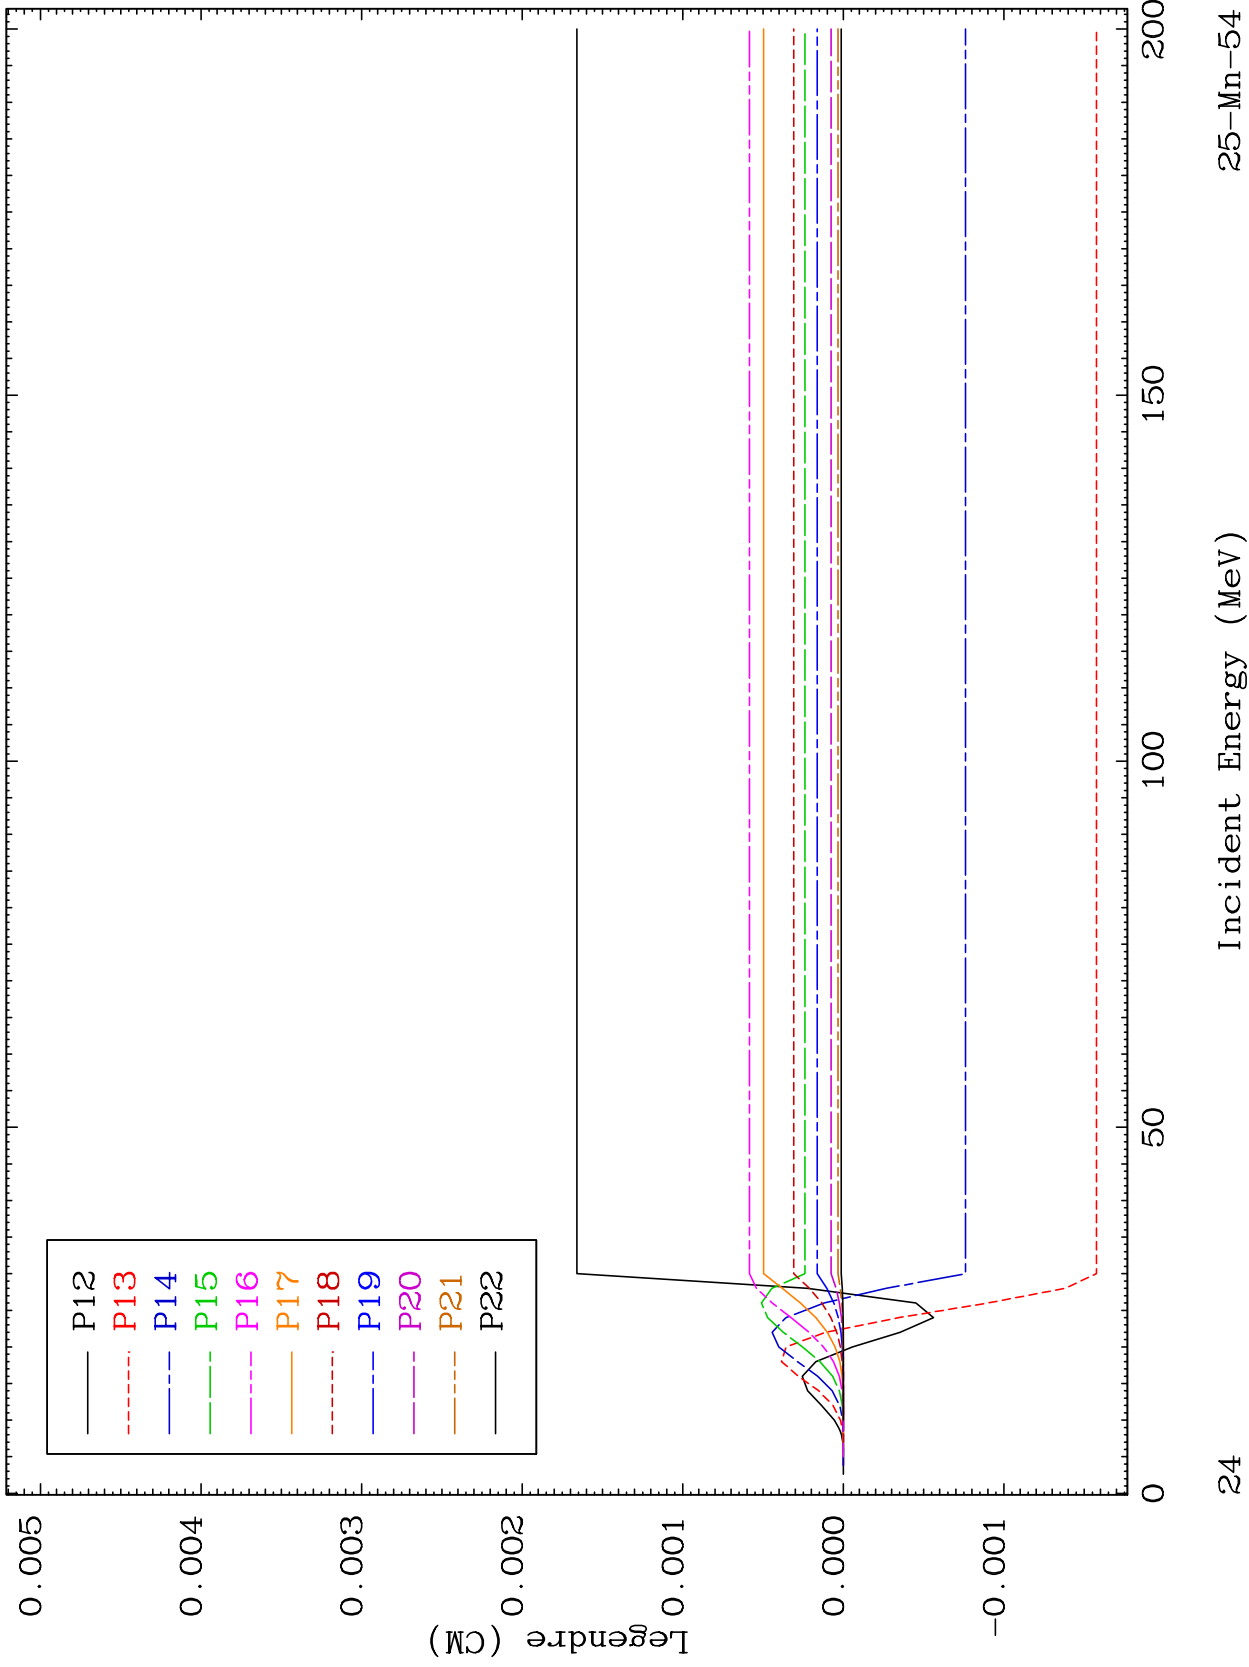 Legendre (CM)
0.005
0.004
0.003
0.002
0.001
0.000
-0.001
P12
P13
P14
P15
P16
P17
P18
P19
P20
P21
P22
0
50
100
150
200
24
Incident Energy (MeV)
25-Mn-54